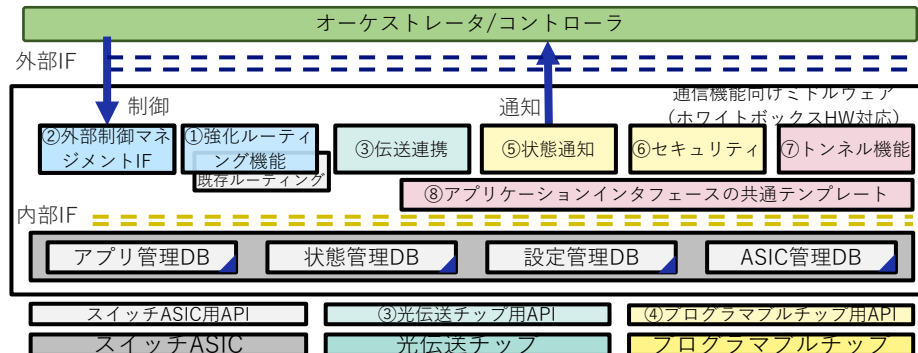 オーケストレータ/コントローラ
外部IF
制御
通知
通信機能向けミドルウェア
（ホワイトボックスHW対応）
②外部制御マネ
ジメントIF
①強化ルーティ
ング機能
既存ルーティング
③伝送連携
⑤状態通知
⑥セキュリティ
⑦トンネル機能
⑧アプリケーションインタフェースの共通テンプレート
内部IF
アプリ管理DB
状態管理DB
設定管理DB
ASIC管理DB
スイッチASIC用API
③光伝送チップ用API
④プログラマブルチップ用API
スイッチASIC
光伝送チップ
プログラマブルチップ